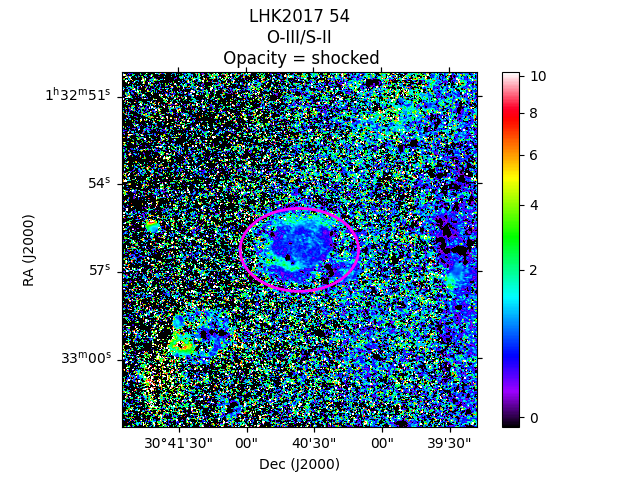 LHK2017 54
O-III/S-II
Opacity = shocked
1ʰ32ᵐ51ˢ
54ˢ
57ˢ
33ᵐ00ˢ
RA (J2000)
30°41'30" 00" 40'30" 00" 39'30"
Dec (J2000)
10
8
6
4
2
0